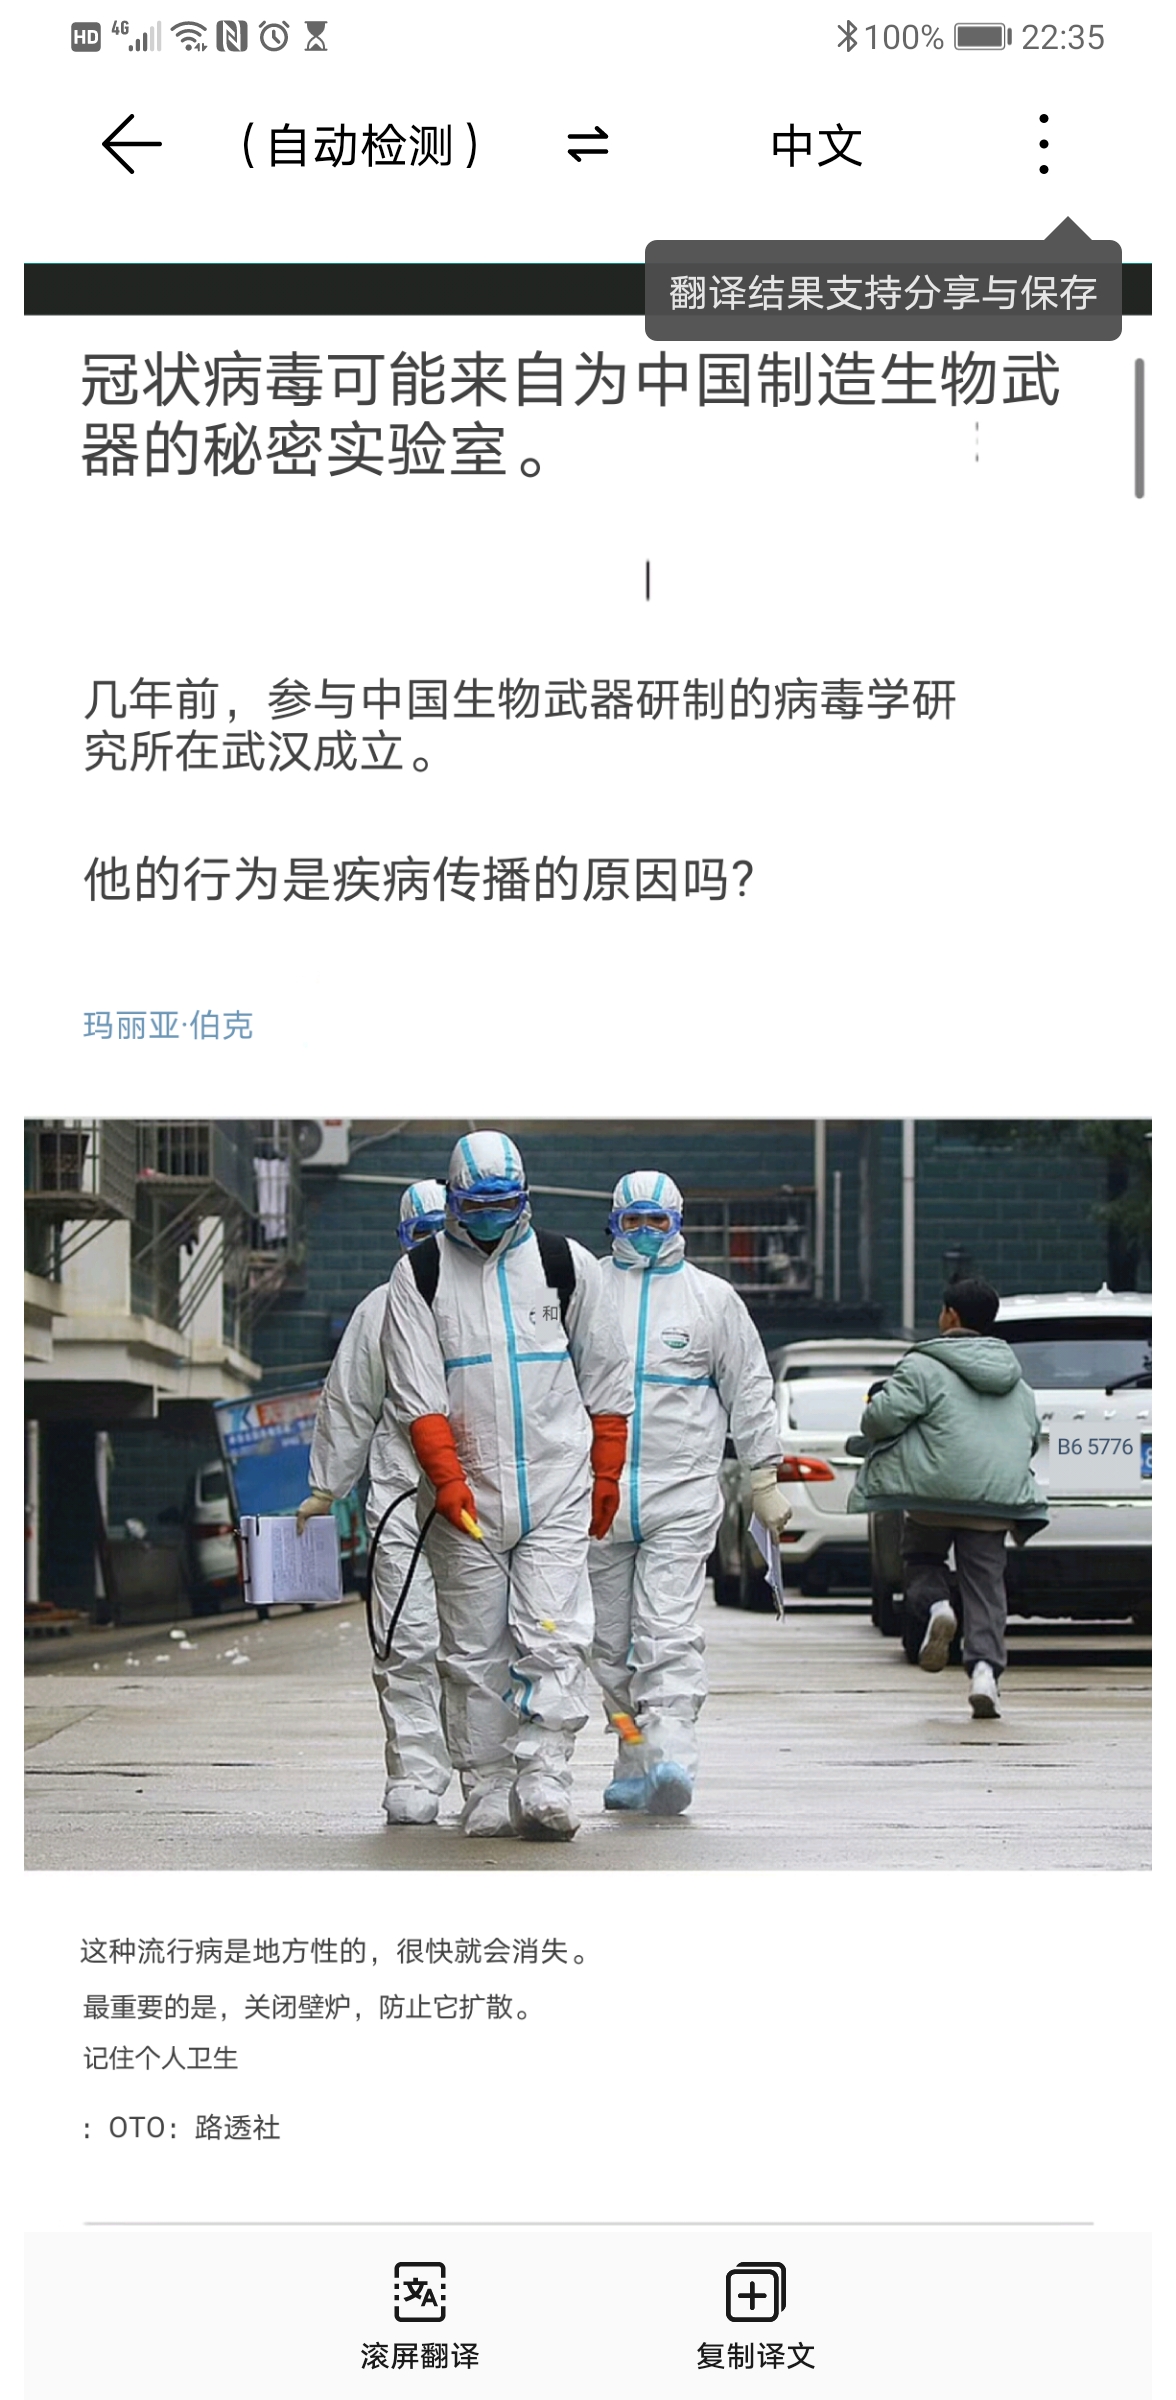 HD 4G 100% 22:35
（自动检测） 中文
翻译结果支持分享与保存
冠状病毒可能来自为中国制造生物武
器的秘密实验室。
几年前，参与中国生物武器研制的病毒学研
究所在武汉成立。
他的行为是疾病传播的原因吗?
玛丽亚·伯克
和
B6 5776
这种流行病是地方性的，很快就会消失。
最重要的是，关闭壁炉，防止它扩散。
记住个人卫生
：OTO：路透社
滚屏翻译 复制译文